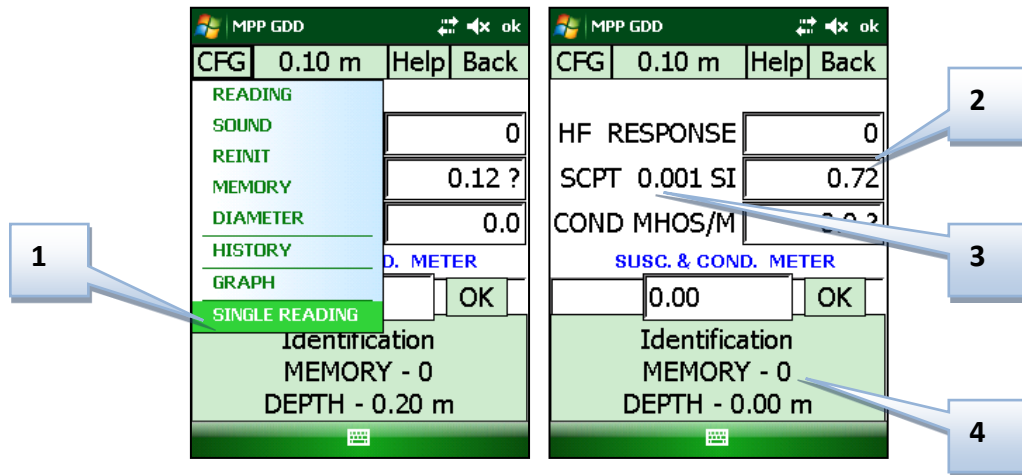 MPP GDD ok
CFG 0.10 m Help Back
READING
SOUND
REINIT
MEMORY
DIAMETER
HISTORY
GRAPH
SINGLE READING
0
0.12 ?
0.0
D. METER
OK
Identification
MEMORY - 0
DEPTH - 0.20 m
1
MPP GDD ok
CFG 0.10 m Help Back
HF RESPONSE 0
SCPT 0.001 SI 0.72
COND MHOS/M
SUSC. & COND. METER
0.00 OK
Identification
MEMORY - 0
DEPTH - 0.00 m
2
3
4